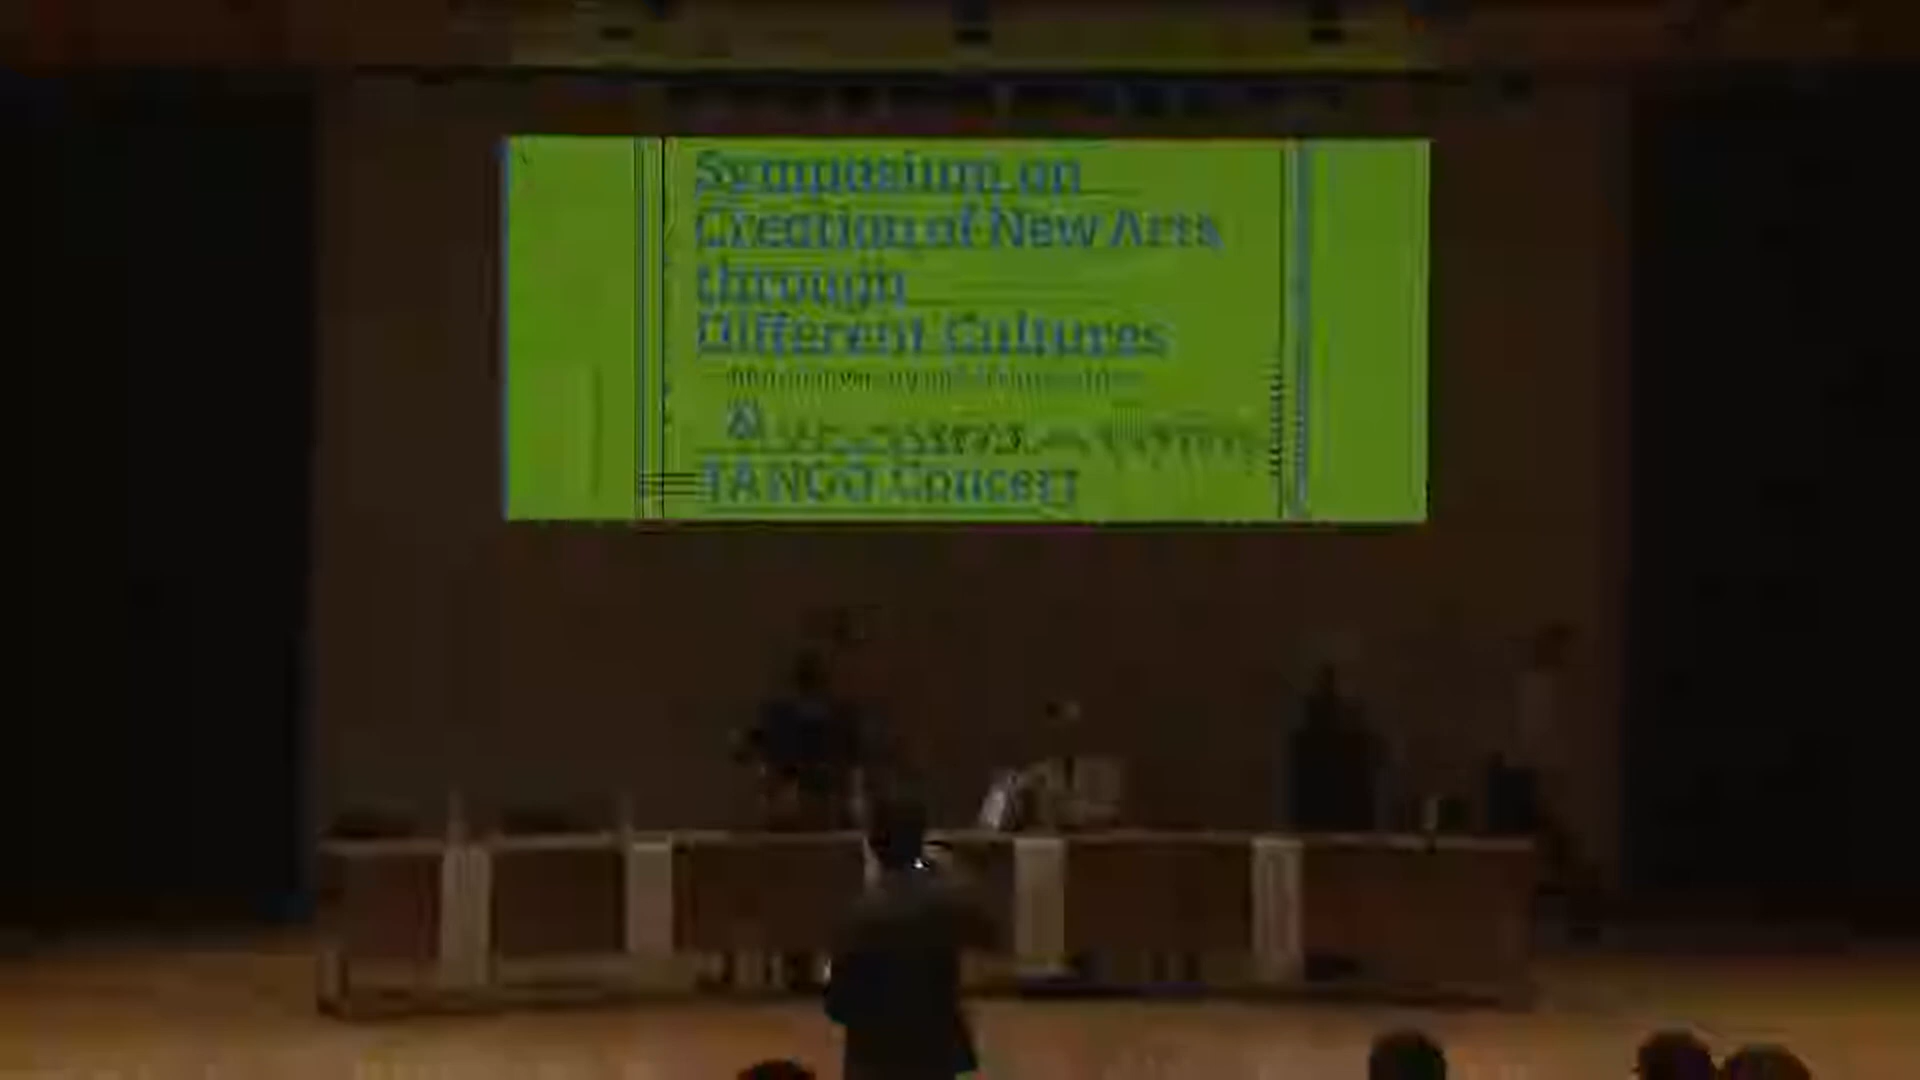 Symposium on
Creation of New Arts
through
Different Cultures
&
TANGO Concert